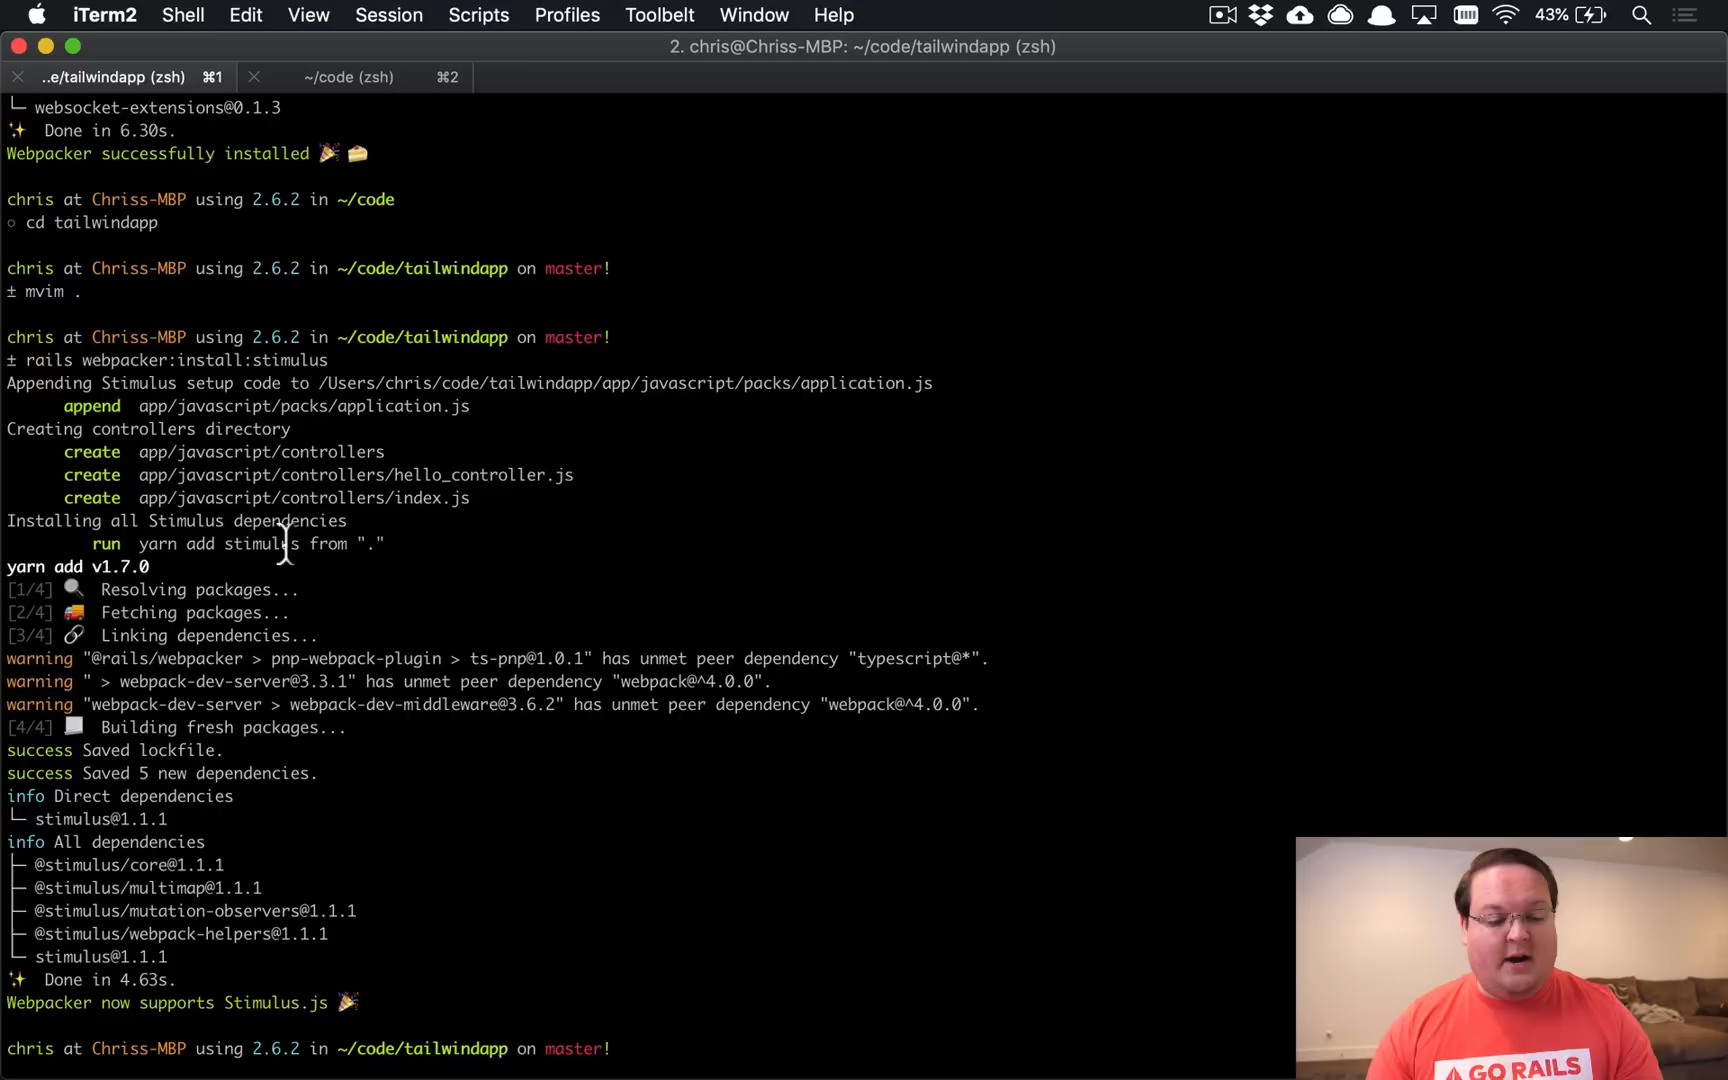 iTerm2 Shell Edit View Session Scripts Profiles Toolbelt Window Help 43%
2. chris@Chriss-MBP: ~/code/tailwindapp (zsh)
..e/tailwindapp (zsh) ⌘1 ~/code (zsh) ⌘2
└─ websocket-extensions@0.1.3
✨ Done in 6.30s.
Webpacker successfully installed 🎉 🍰
chris at Chriss-MBP using 2.6.2 in ~/code
○ cd tailwindapp
chris at Chriss-MBP using 2.6.2 in ~/code/tailwindapp on master!
± mvim .
chris at Chriss-MBP using 2.6.2 in ~/code/tailwindapp on master!
± rails webpacker:install:stimulus
Appending Stimulus setup code to /Users/chris/code/tailwindapp/app/javascript/packs/application.js
append app/javascript/packs/application.js
Creating controllers directory
create app/javascript/controllers
create app/javascript/controllers/hello_controller.js
create app/javascript/controllers/index.js
Installing all Stimulus dependencies
run yarn add stimulus from "."
yarn add v1.7.0
[1/4] 🔍 Resolving packages...
[2/4] 🚚 Fetching packages...
[3/4] 🔗 Linking dependencies...
warning "@rails/webpacker > pnp-webpack-plugin > ts-pnp@1.0.1" has unmet peer dependency "typescript@*".
warning " > webpack-dev-server@3.3.1" has unmet peer dependency "webpack@^4.0.0".
warning "webpack-dev-server > webpack-dev-middleware@3.6.2" has unmet peer dependency "webpack@^4.0.0".
[4/4] 📃 Building fresh packages...
success Saved lockfile.
success Saved 5 new dependencies.
info Direct dependencies
└─ stimulus@1.1.1
info All dependencies
├─ @stimulus/core@1.1.1
├─ @stimulus/multimap@1.1.1
├─ @stimulus/mutation-observers@1.1.1
├─ @stimulus/webpack-helpers@1.1.1
└─ stimulus@1.1.1
✨ Done in 4.63s.
Webpacker now supports Stimulus.js 🎉
chris at Chriss-MBP using 2.6.2 in ~/code/tailwindapp on master!
GO RAILS